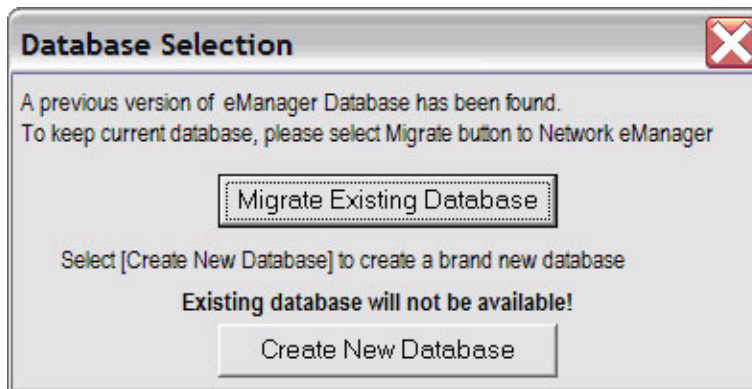 Database Selection
A previous version of eManager Database has been found.
To keep current database, please select Migrate button to Network eManager
Migrate Existing Database
Select [Create New Database] to create a brand new database
Existing database will not be available!
Create New Database